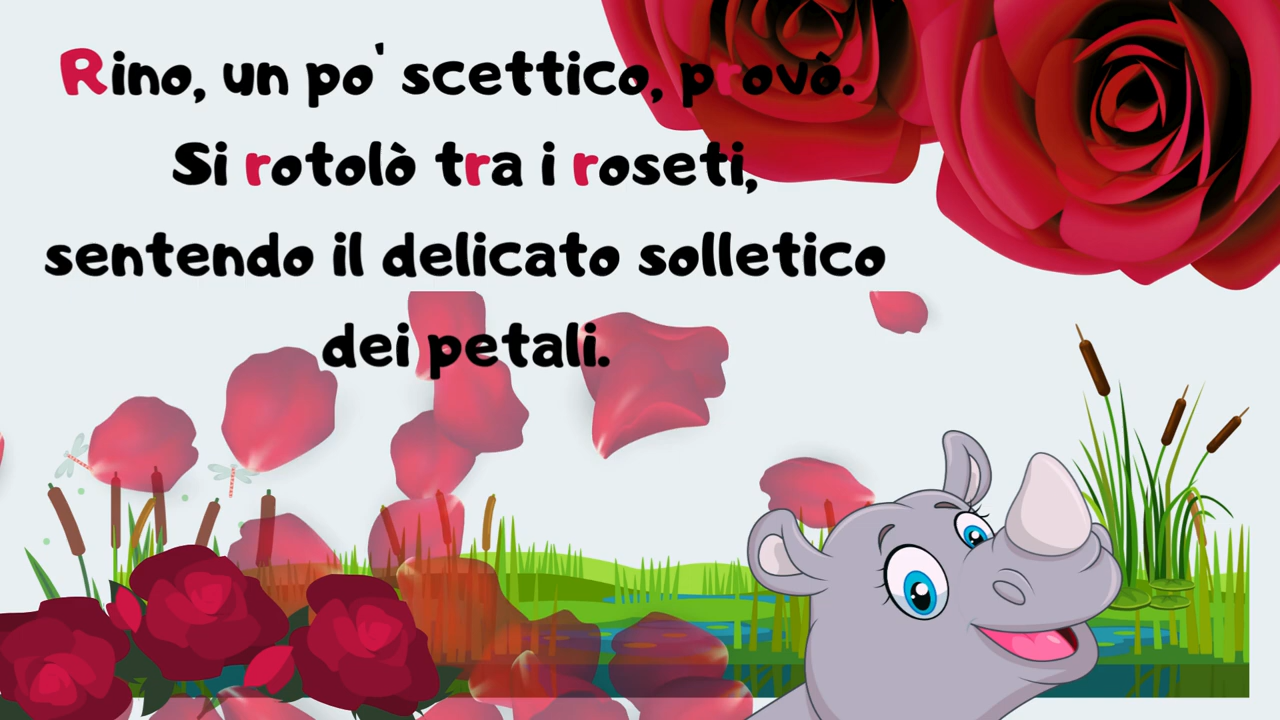 Rino, un po' scettico, provò.
Si rotolò tra i roseti,
sentendo il delicato solletico
dei petali.